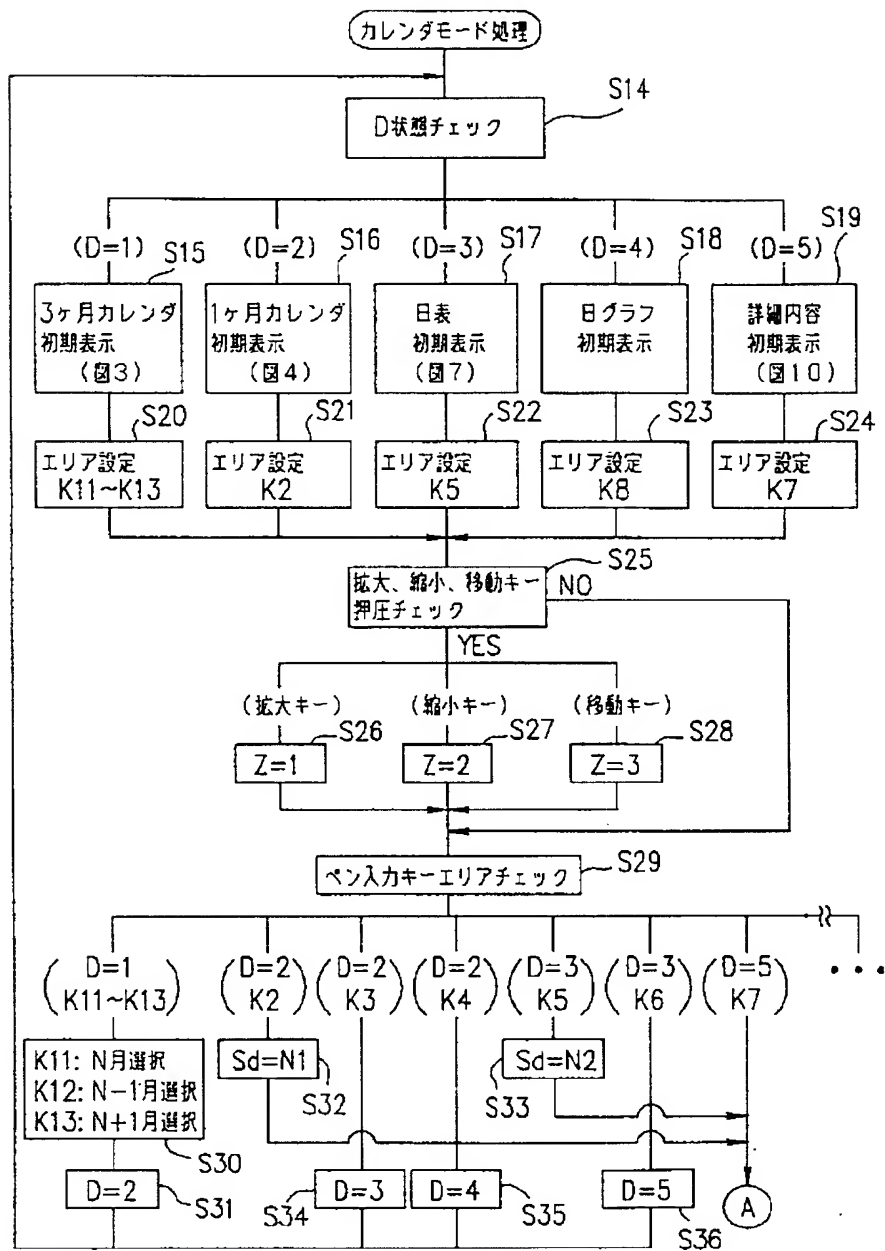 カレンダモード処理
S14
D状態チェック
(D=1) S15
(D=2) S16
(D=3) S17
(D=4) S18
(D=5) S19
3ヶ月カレンダ
初期表示
(図3)
1ヶ月カレンダ
初期表示
(図4)
日表
初期表示
(図7)
日グラフ
初期表示
詳細内容
初期表示
(図10)
S20
エリア設定
K11~K13
S21
エリア設定
K2
S22
エリア設定
K5
S23
エリア設定
K8
S24
エリア設定
K7
S25
拡大、縮小、移動キー
押圧チェック
NO
YES
(拡大キー)
S26
Z=1
(縮小キー)
S27
Z=2
(移動キー)
S28
Z=3
ペン入力キーエリアチェック
S29
(D=1
K11~K13)
(D=2
K2)
(D=2
K3)
(D=2
K4)
(D=3
K5)
(D=3
K6)
(D=5
K7)
• • •
K11: N月選択
K12: N-1月選択
K13: N+1月選択
S30
Sd=N1
S32
Sd=N2
S33
D=2
S31
D=3
S34
D=4
S35
D=5
S36
A